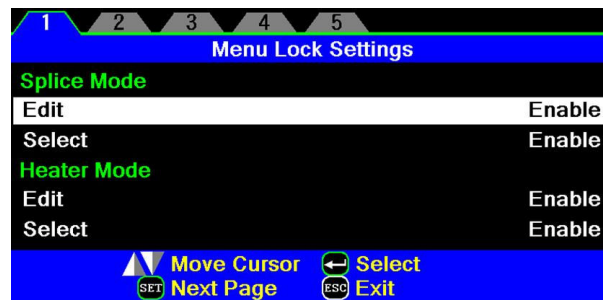 1 2 3 4 5
Menu Lock Settings
Splice Mode
Edit Enable
Select Enable
Heater Mode
Edit Enable
Select Enable
Move Cursor Select
SET Next Page ESC Exit